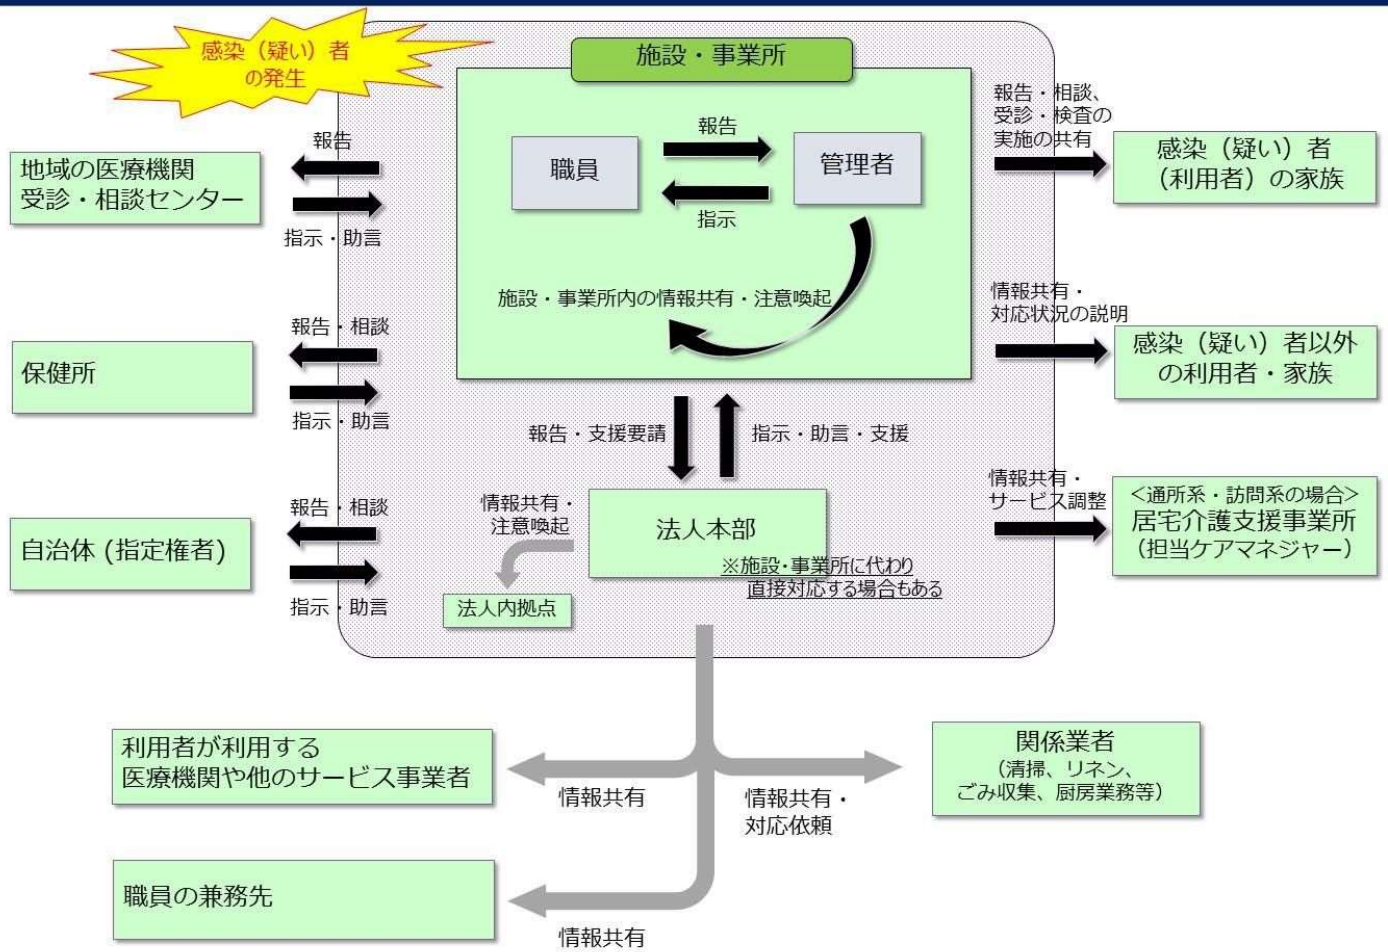 感染（疑い）者
の発生
施設・事業所
報告
職員
管理者
指示
施設・事業所内の情報共有・注意喚起
報告
地域の医療機関
受診・相談センター
指示・助言
報告・相談
保健所
指示・助言
報告・相談
自治体 (指定権者)
指示・助言
報告・相談、
受診・検査の
実施の共有
感染（疑い）者
（利用者）の家族
情報共有・
対応状況の説明
感染（疑い）者以外
の利用者・家族
情報共有・
サービス調整
＜通所系・訪問系の場合＞
居宅介護支援事業所
（担当ケアマネジャー）
報告・支援要請
指示・助言・支援
情報共有・
注意喚起
法人本部
※施設・事業所に代わり
直接対応する場合もある
法人内拠点
利用者が利用する
医療機関や他のサービス事業者
情報共有
情報共有・
対応依頼
関係業者
（清掃、リネン、
ごみ収集、厨房業務等）
職員の兼務先
情報共有